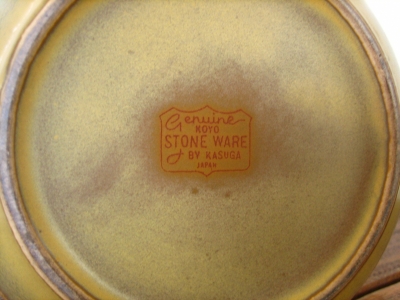 Genuine
KOYO
STONE WARE
BY KASUGA
JAPAN